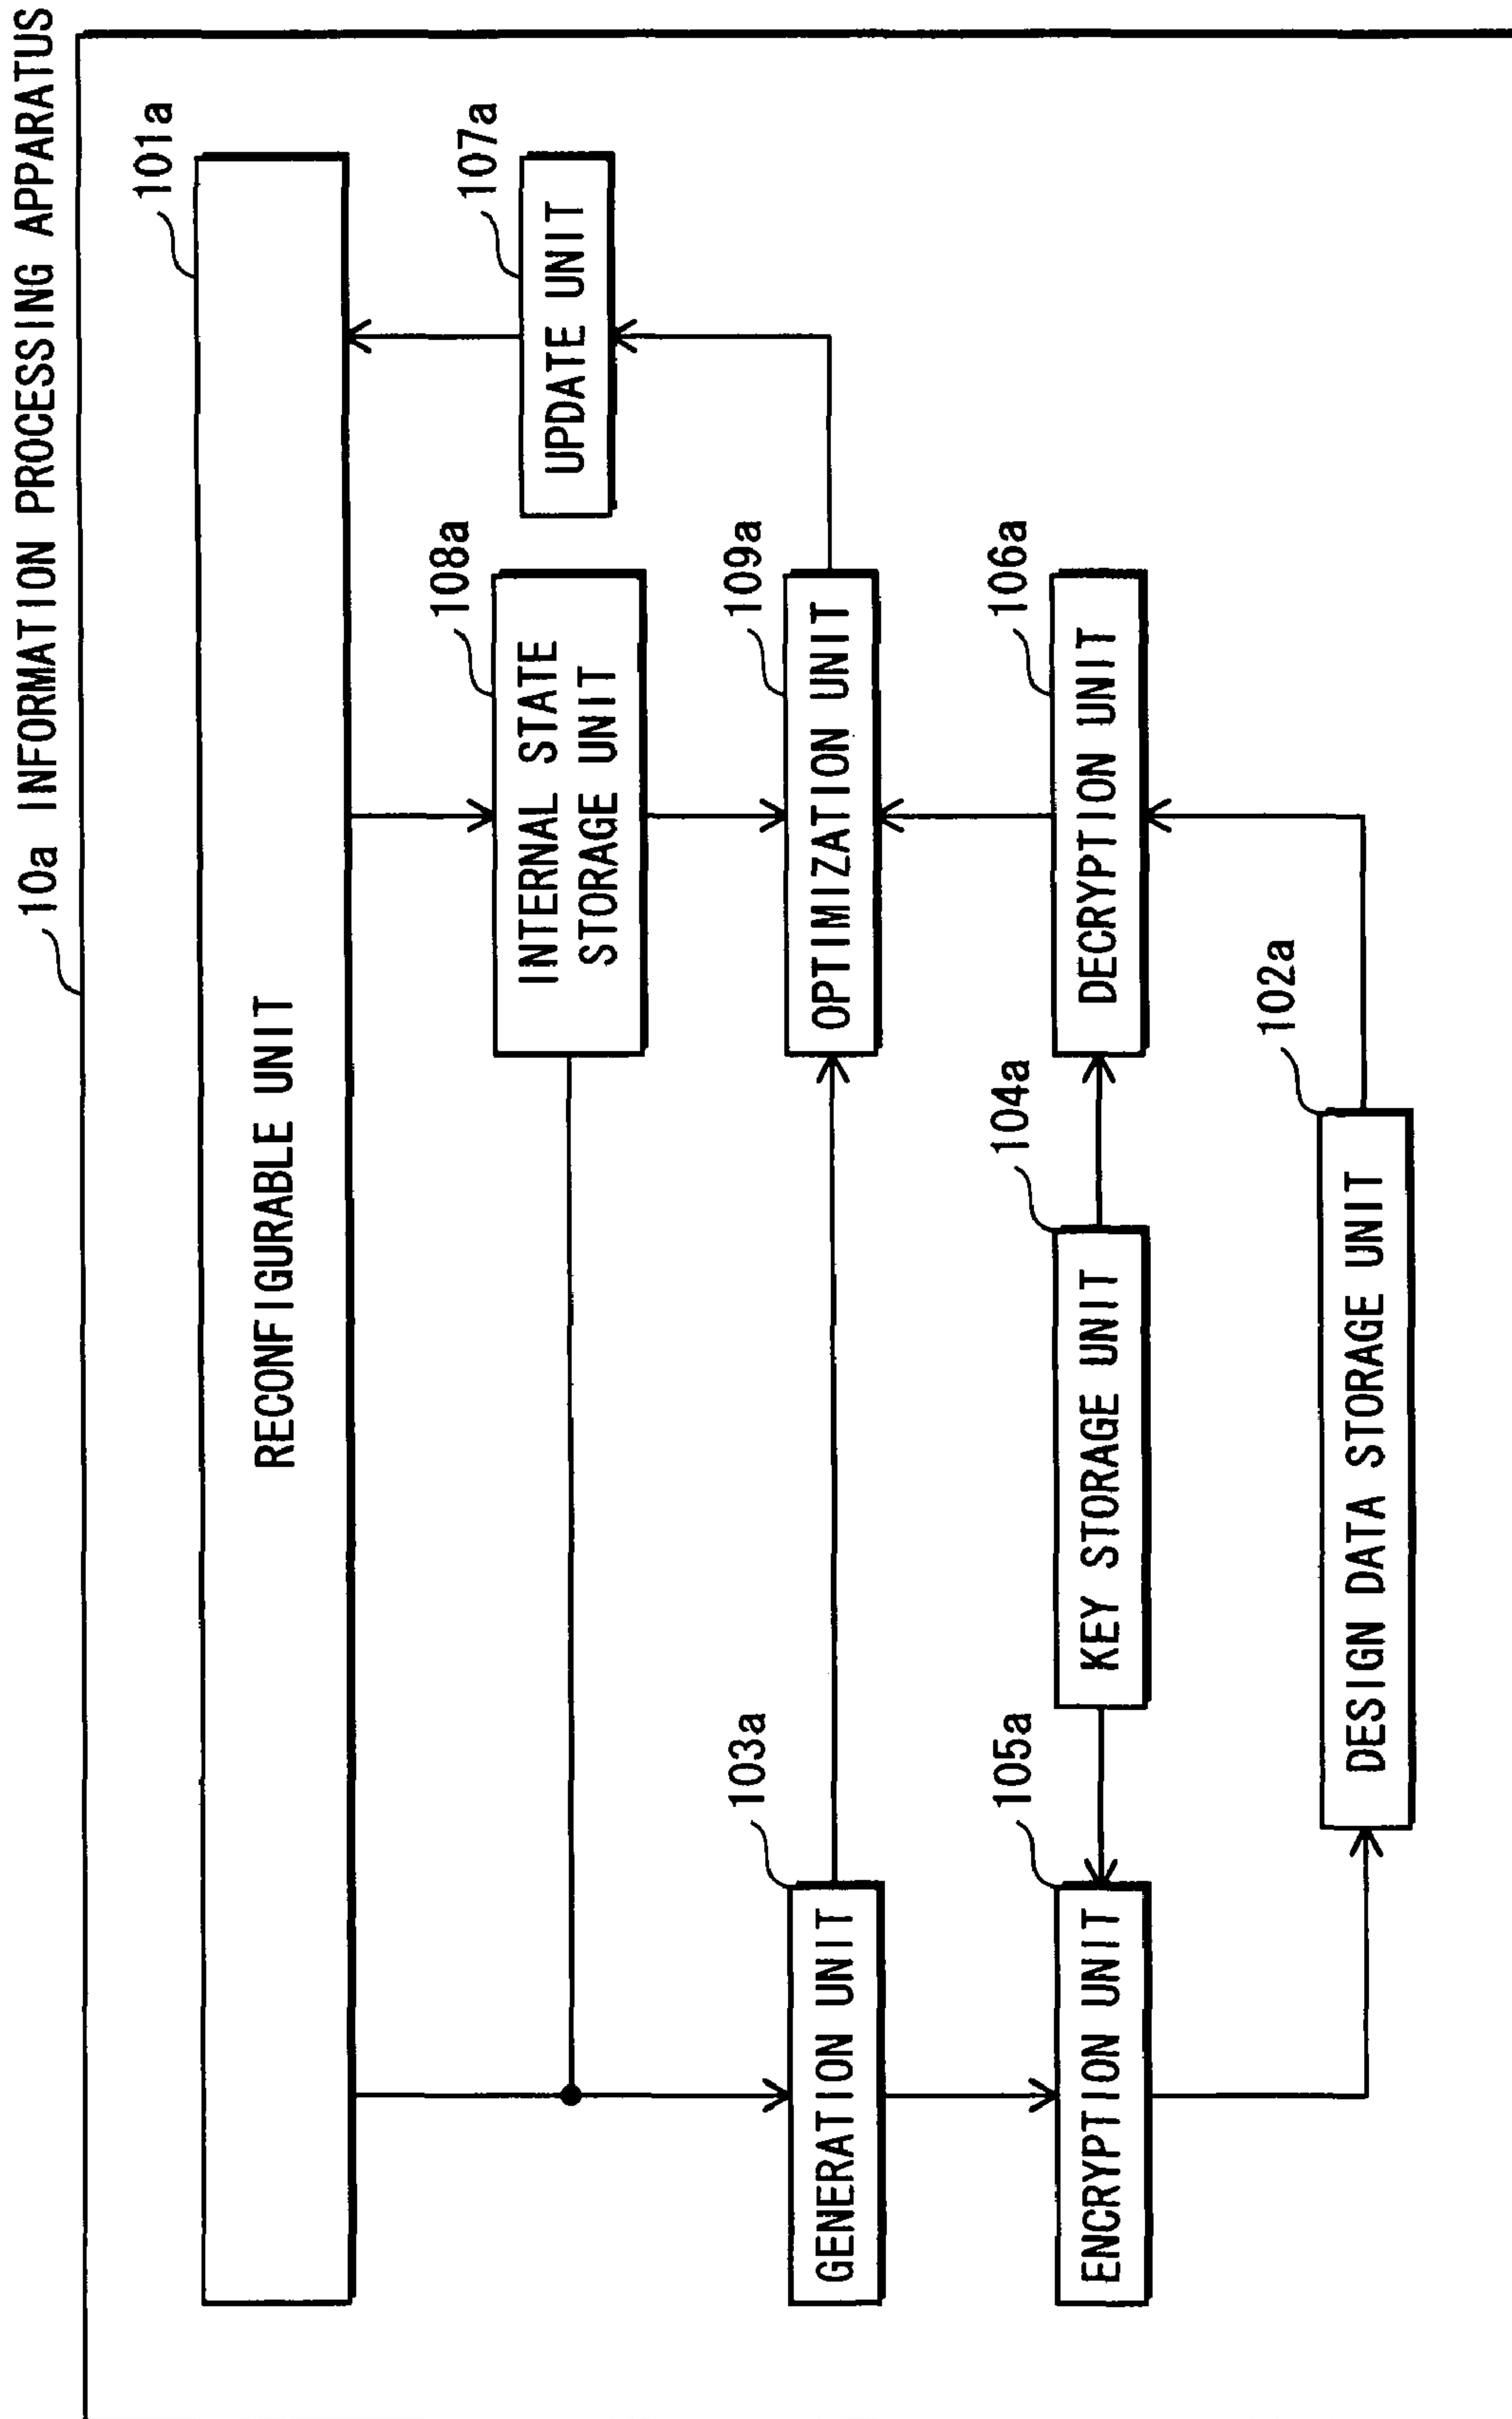 10a INFORMATION PROCESSING APPARATUS
101a
RECONFIGURABLE UNIT
108a
INTERNAL STATE
STORAGE UNIT
107a
UPDATE UNIT
103a
GENERATION UNIT
109a
OPTIMIZATION UNIT
105a
ENCRYPTION UNIT
104a
KEY STORAGE UNIT
106a
DECRYPTION UNIT
102a
DESIGN DATA STORAGE UNIT